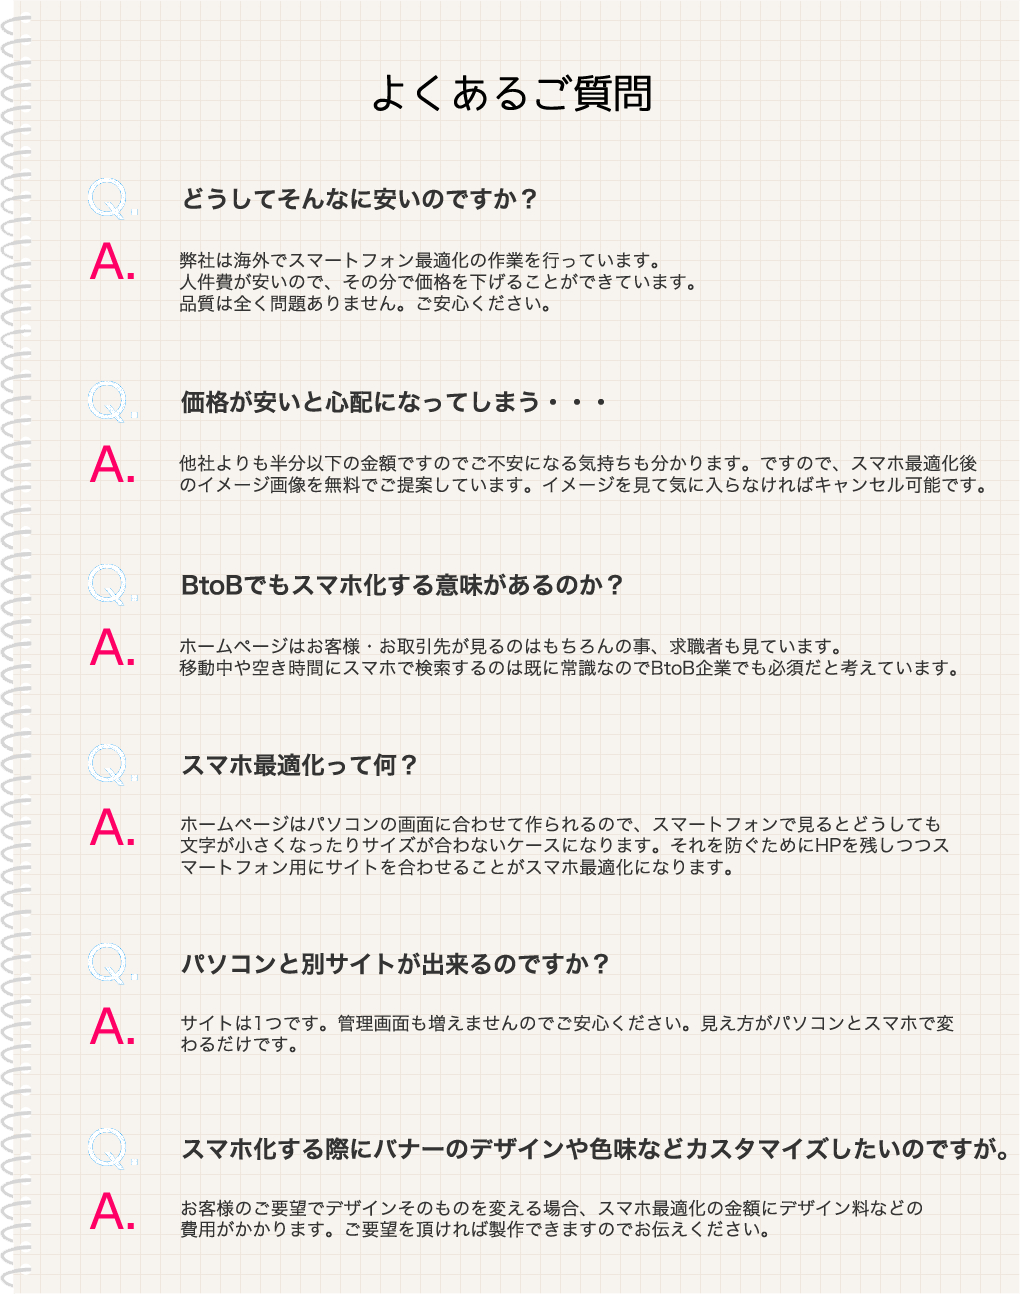 よくあるご質問
Q. どうしてそんなに安いのですか？
A. 弊社は海外でスマートフォン最適化の作業を行っています。
人件費が安いので、その分で価格を下げることができています。
品質は全く問題ありません。ご安心ください。
Q. 価格が安いと心配になってしまう・・・
A. 他社よりも半分以下の金額ですのでご不安になる気持ちも分かります。ですので、スマホ最適化後
のイメージ画像を無料でご提案しています。イメージを見て気に入らなければキャンセル可能です。
Q. BtoBでもスマホ化する意味があるのか？
A. ホームページはお客様・お取引先が見るのはもちろんの事、求職者も見ています。
移動中や空き時間にスマホで検索するのは既に常識なのでBtoB企業でも必須だと考えています。
Q. スマホ最適化って何？
A. ホームページはパソコンの画面に合わせて作られるので、スマートフォンで見るとどうしても
文字が小さくなったりサイズが合わないケースになります。それを防ぐためにHPを残しつつス
マートフォン用にサイトを合わせることがスマホ最適化になります。
Q. パソコンと別サイトが出来るのですか？
A. サイトは1つです。管理画面も増えませんのでご安心ください。見え方がパソコンとスマホで変
わるだけです。
Q. スマホ化する際にバナーのデザインや色味などカスタマイズしたいのですが。
A. お客様のご要望でデザインそのものを変える場合、スマホ最適化の金額にデザイン料などの
費用がかかります。ご要望を頂ければ製作できますのでお伝えください。